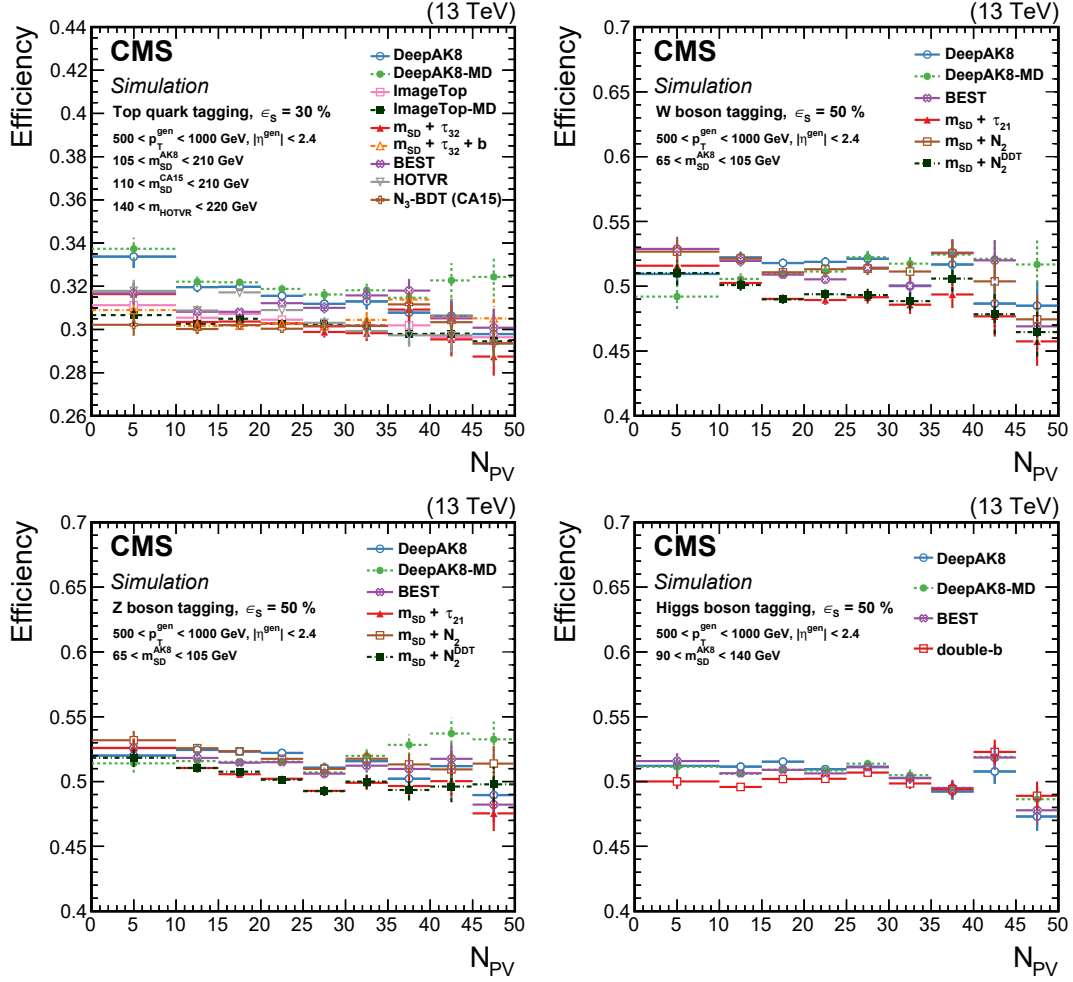 (13 TeV)
CMS
Simulation
Top quark tagging, ϵ_S = 30 %
500 < p_T^gen < 1000 GeV, |η^gen| < 2.4
105 < m_SD^AK8 < 210 GeV
110 < m_SD^CA15 < 210 GeV
140 < m_HOTVR < 220 GeV
DeepAK8
DeepAK8-MD
ImageTop
ImageTop-MD
m_SD + τ_32
m_SD + τ_32 + b
BEST
HOTVR
N_3-BDT (CA15)
Efficiency
0.44
0.42
0.4
0.38
0.36
0.34
0.32
0.3
0.28
0.26
0 5 10 15 20 25 30 35 40 45 50
N_PV
(13 TeV)
CMS
Simulation
W boson tagging, ϵ_S = 50 %
500 < p_T^gen < 1000 GeV, |η^gen| < 2.4
65 < m_SD^AK8 < 105 GeV
DeepAK8
DeepAK8-MD
BEST
m_SD + τ_21
m_SD + N_2
m_SD + N_2^DDT
Efficiency
0.7
0.65
0.6
0.55
0.5
0.45
0.4
0 5 10 15 20 25 30 35 40 45 50
N_PV
(13 TeV)
CMS
Simulation
Z boson tagging, ϵ_S = 50 %
500 < p_T^gen < 1000 GeV, |η^gen| < 2.4
65 < m_SD^AK8 < 105 GeV
DeepAK8
DeepAK8-MD
BEST
m_SD + τ_21
m_SD + N_2
m_SD + N_2^DDT
Efficiency
0.7
0.65
0.6
0.55
0.5
0.45
0.4
0 5 10 15 20 25 30 35 40 45 50
N_PV
(13 TeV)
CMS
Simulation
Higgs boson tagging, ϵ_S = 50 %
500 < p_T^gen < 1000 GeV, |η^gen| < 2.4
90 < m_SD^AK8 < 140 GeV
DeepAK8
DeepAK8-MD
BEST
double-b
Efficiency
0.7
0.65
0.6
0.55
0.5
0.45
0.4
0 5 10 15 20 25 30 35 40 45 50
N_PV